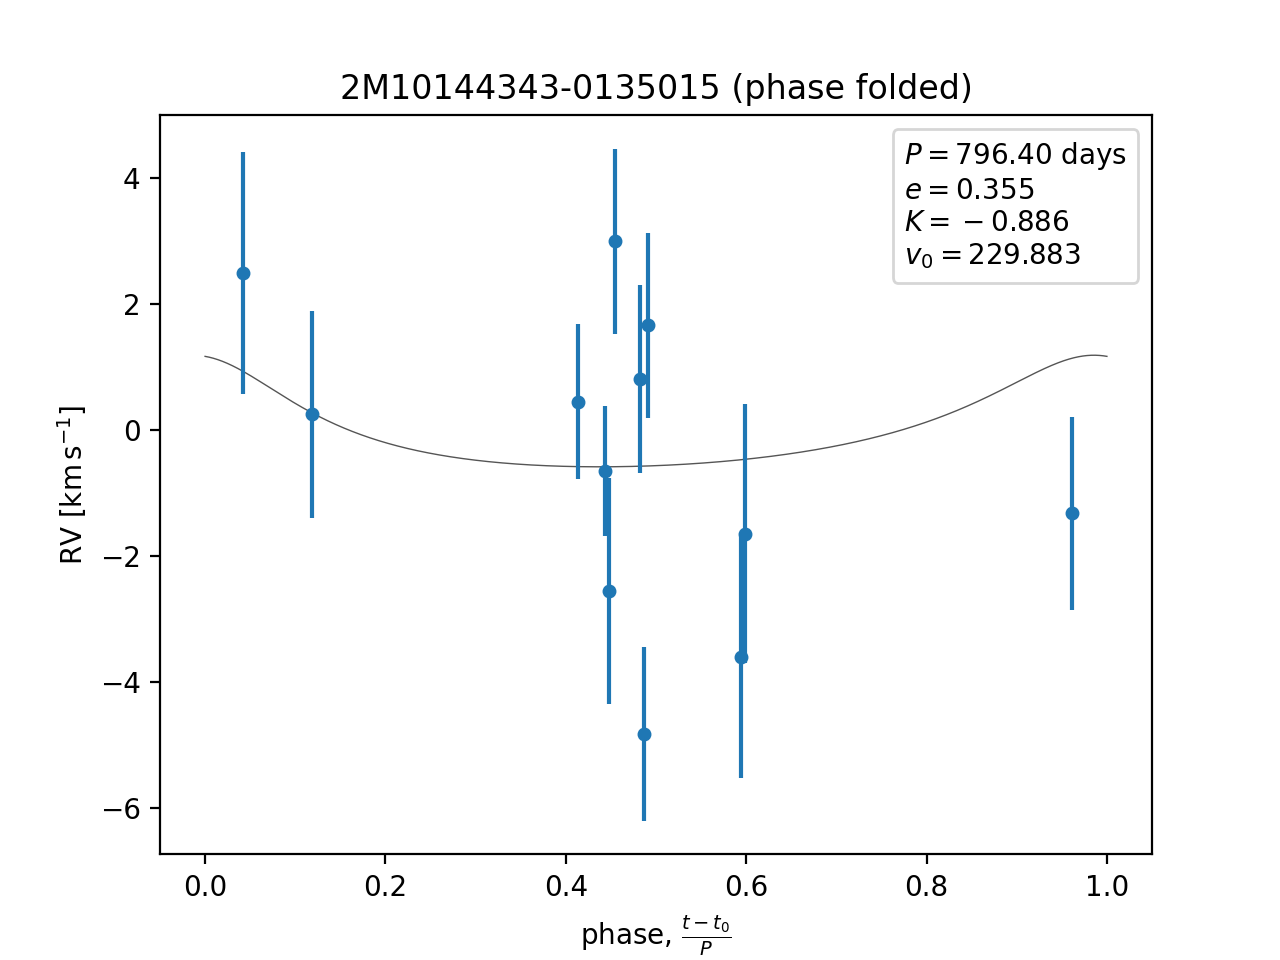 2M10144343-0135015 (phase folded)
P = 796.40 days
e = 0.355
K = −0.886
v₀ = 229.883
4
2
0
−2
−4
−6
RV [km s⁻¹]
0.0 0.2 0.4 0.6 0.8 1.0
phase, (t − t₀)/P